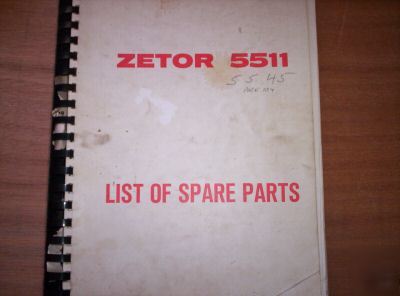 ZETOR 5511
5545
LIST OF SPARE PARTS